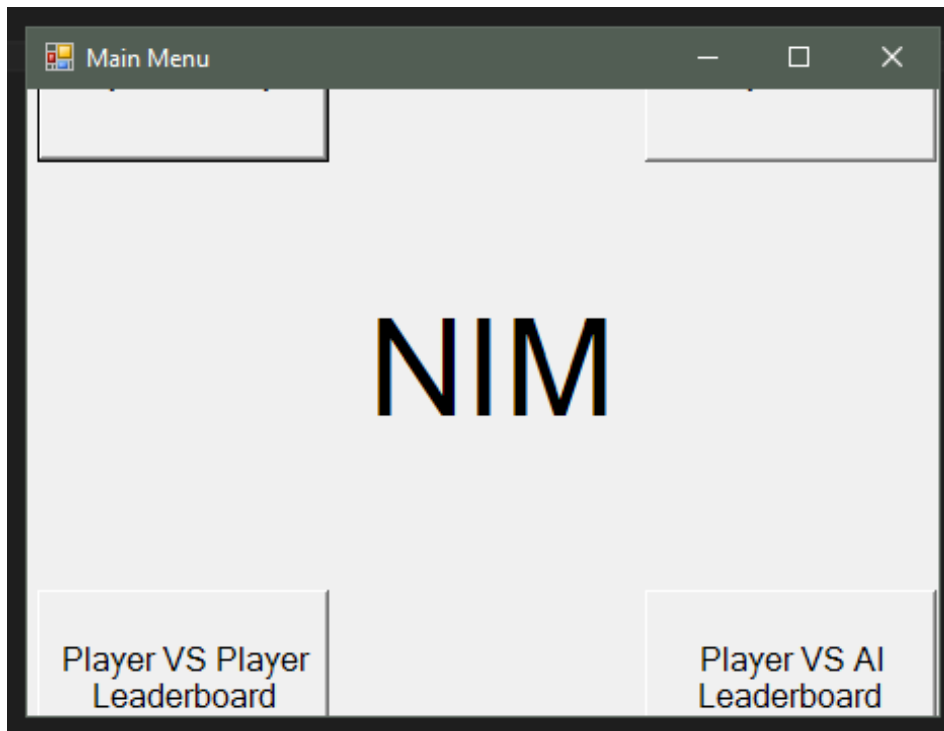 Main Menu
NIM
Player VS Player
Leaderboard
Player VS AI
Leaderboard